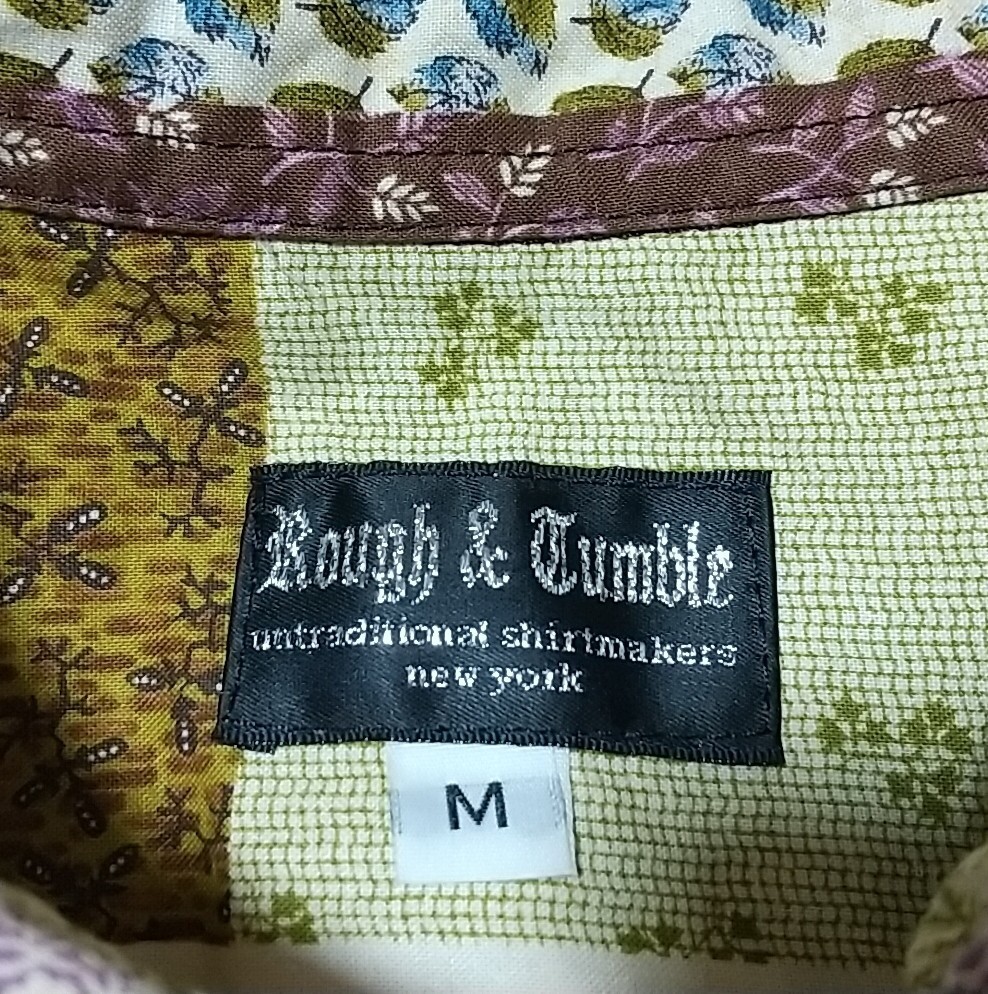 Rough & Tumble
untraditional shirtmakers
new york
M